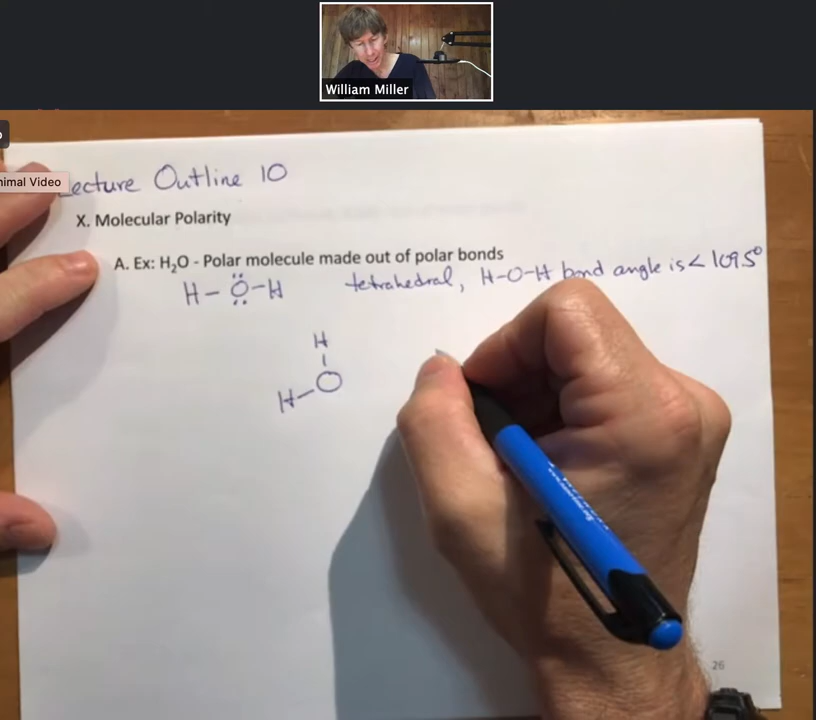 William Miller
nimal Video
Lecture Outline 10
X. Molecular Polarity
A. Ex: H₂O - Polar molecule made out of polar bonds
H-Ö-H tetrahedral, H-O-H bond angle is < 109.5°
H
H-O
26